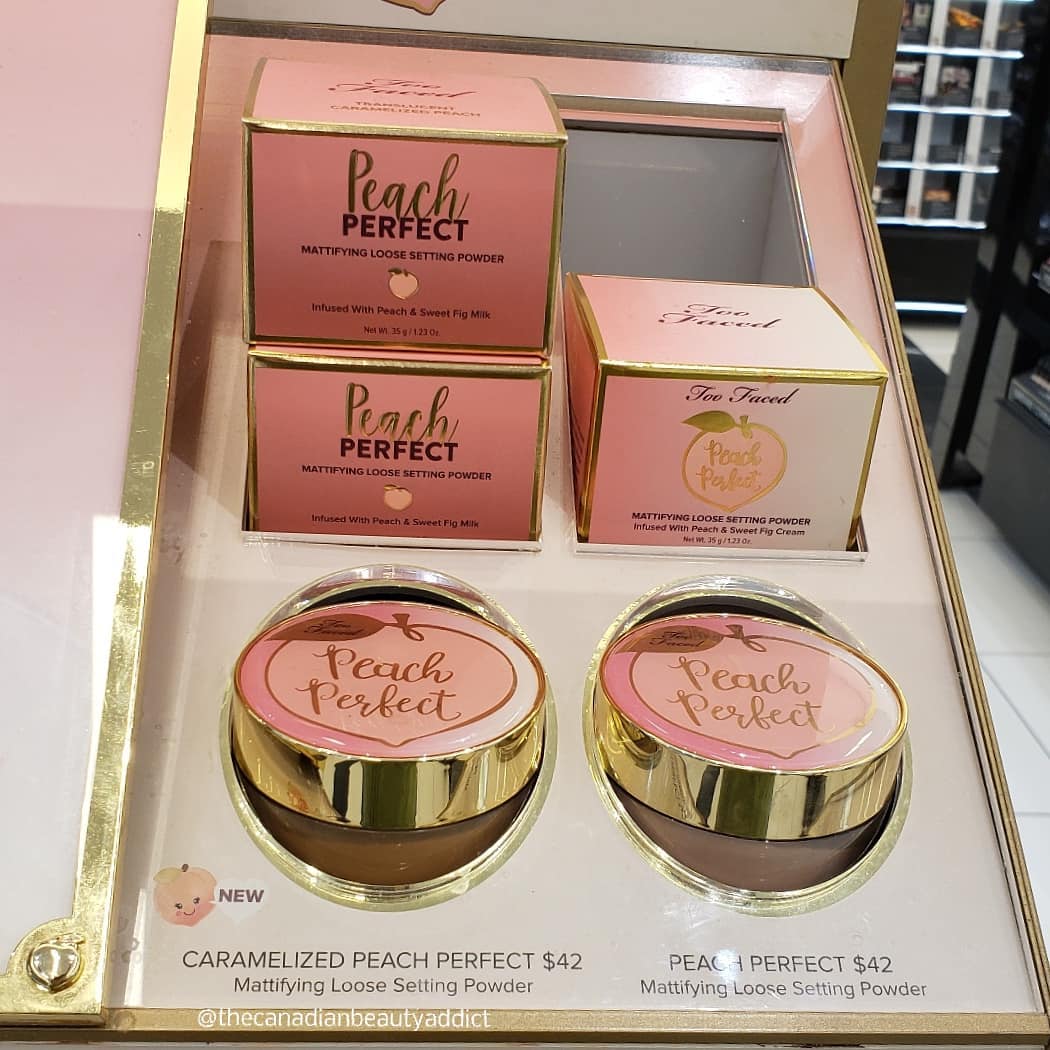 Too
Faced
TRANSLUCENT
CARAMELIZED PEACH
Peach
PERFECT
MATTIFYING LOOSE SETTING POWDER
Infused With Peach & Sweet Fig Milk
Net Wt. 35 g / 1.23 Oz.
Peach
PERFECT
MATTIFYING LOOSE SETTING POWDER
Infused With Peach & Sweet Fig Milk
Too
Faced
Too Faced
Peach
Perfect
MATTIFYING LOOSE SETTING POWDER
Infused With Peach & Sweet Fig Cream
Net Wt. 35 g / 1.23 Oz.
Too
Faced
Peach
Perfect
Too
Faced
Peach
Perfect
NEW
CARAMELIZED PEACH PERFECT $42
Mattifying Loose Setting Powder
PEACH PERFECT $42
Mattifying Loose Setting Powder
@thecanadianbeautyaddict